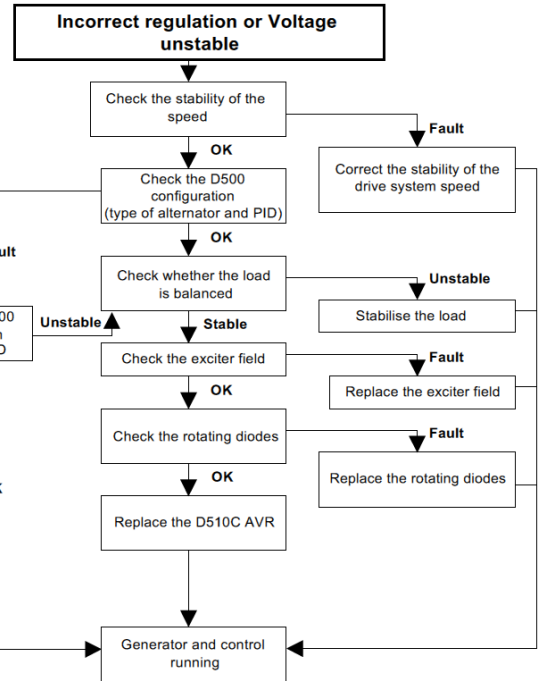 Incorrect regulation or Voltage
unstable
Check the stability of the
speed
Fault
OK
Correct the stability of the
drive system speed
Check the D500
configuration
(type of alternator and PID)
OK
Check whether the load
is balanced
Unstable
Stabilise the load
Unstable
Stable
Check the exciter field
Fault
Replace the exciter field
OK
Check the rotating diodes
Fault
Replace the rotating diodes
OK
Replace the D510C AVR
Generator and control
running